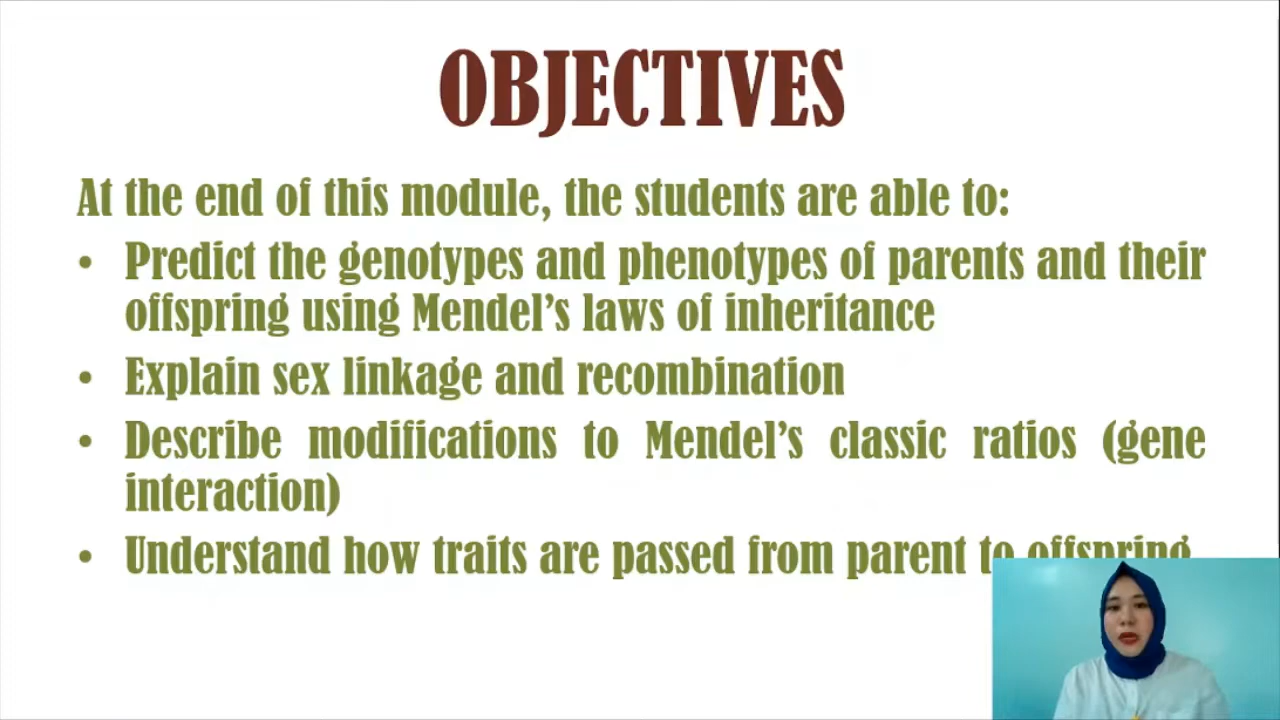 OBJECTIVES
At the end of this module, the students are able to:
• Predict the genotypes and phenotypes of parents and their
offspring using Mendel's laws of inheritance
• Explain sex linkage and recombination
• Describe modifications to Mendel's classic ratios (gene
interaction)
• Understand how traits are passed from parent to offspring